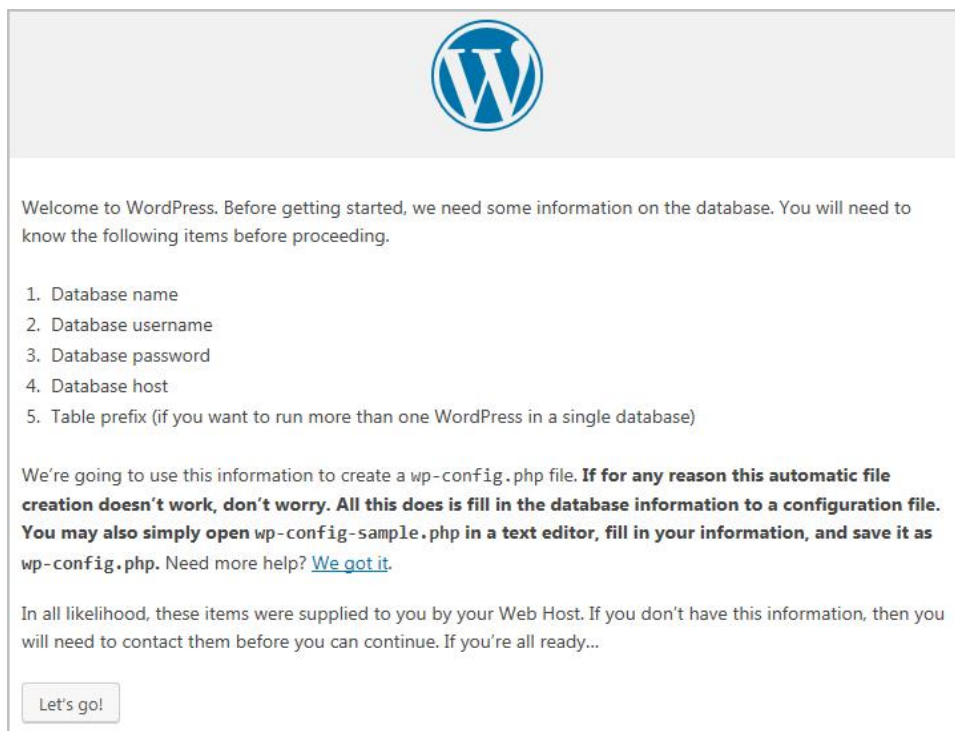 W
Welcome to WordPress. Before getting started, we need some information on the database. You will need to
know the following items before proceeding.
1. Database name
2. Database username
3. Database password
4. Database host
5. Table prefix (if you want to run more than one WordPress in a single database)
We’re going to use this information to create a wp-config.php file. If for any reason this automatic file
creation doesn’t work, don’t worry. All this does is fill in the database information to a configuration file.
You may also simply open wp-config-sample.php in a text editor, fill in your information, and save it as
wp-config.php. Need more help? We got it.
In all likelihood, these items were supplied to you by your Web Host. If you don’t have this information, then you
will need to contact them before you can continue. If you’re all ready…
Let's go!